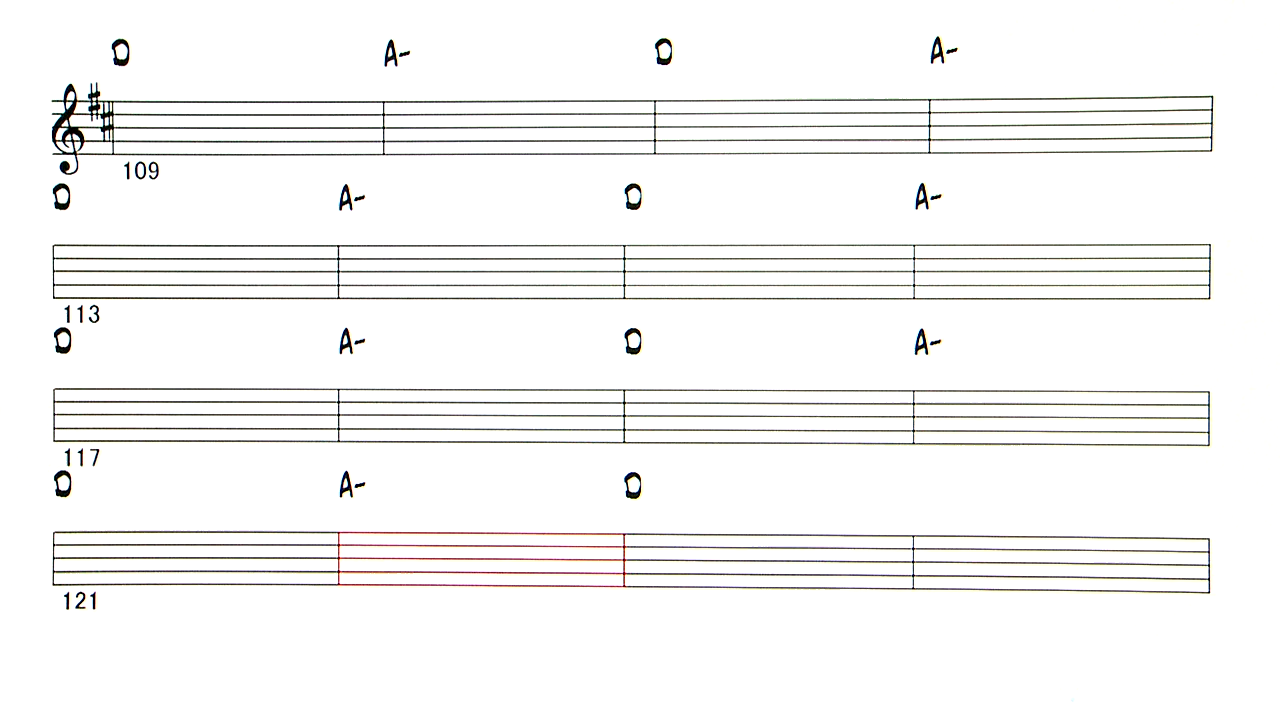 D A- D A-
109
D A- D A-
113
D A- D A-
117
D A- D
121